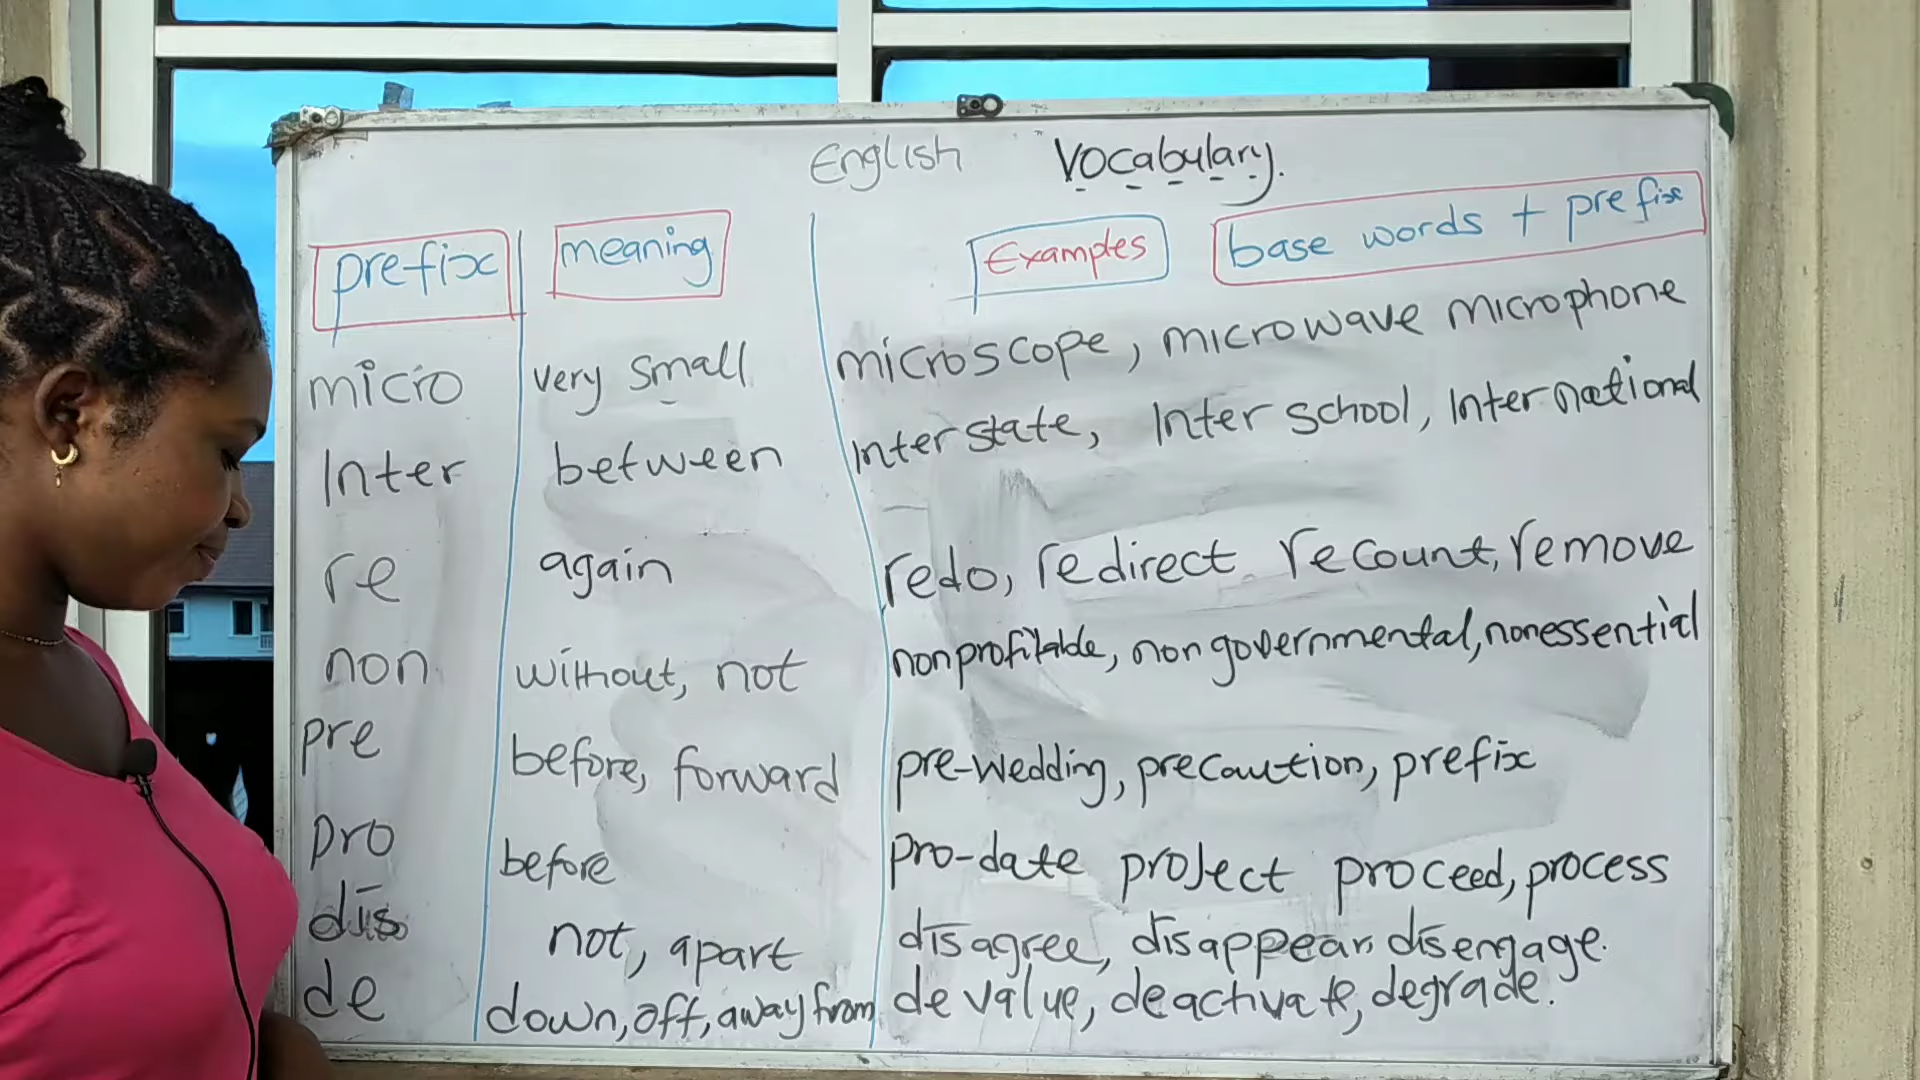 English Vocabulary.
prefix meaning Examples base words + prefix
micro very small microscope, microwave microphone
Inter between Interstate, Inter school, International
re again redo, redirect recount, remove
non without, not nonprofitable, non governmental, nonessential
pre before, forward pre-wedding, precaution, prefix
pro before pro-date project proceed, process
dis not, apart disagree, disappear, disengage.
de down, off, away from devalue, deactivate, degrade.